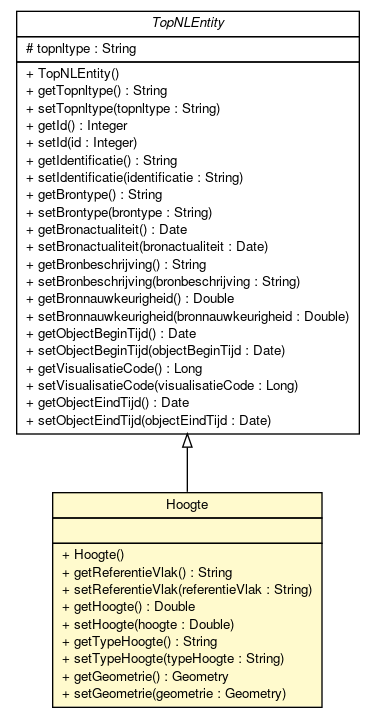 TopNLEntity
# topnltype : String
+ TopNLEntity()
+ getTopnltype() : String
+ setTopnltype(topnltype : String)
+ getId() : Integer
+ setId(id : Integer)
+ getIdentificatie() : String
+ setIdentificatie(identificatie : String)
+ getBrontype() : String
+ setBrontype(brontype : String)
+ getBronactualiteit() : Date
+ setBronactualiteit(bronactualiteit : Date)
+ getBronbeschrijving() : String
+ setBronbeschrijving(bronbeschrijving : String)
+ getBronnauwkeurigheid() : Double
+ setBronnauwkeurigheid(bronnauwkeurigheid : Double)
+ getObjectBeginTijd() : Date
+ setObjectBeginTijd(objectBeginTijd : Date)
+ getVisualisatieCode() : Long
+ setVisualisatieCode(visualisatieCode : Long)
+ getObjectEindTijd() : Date
+ setObjectEindTijd(objectEindTijd : Date)
Hoogte
+ Hoogte()
+ getReferentieVlak() : String
+ setReferentieVlak(referentieVlak : String)
+ getHoogte() : Double
+ setHoogte(hoogte : Double)
+ getTypeHoogte() : String
+ setTypeHoogte(typeHoogte : String)
+ getGeometrie() : Geometry
+ setGeometrie(geometrie : Geometry)